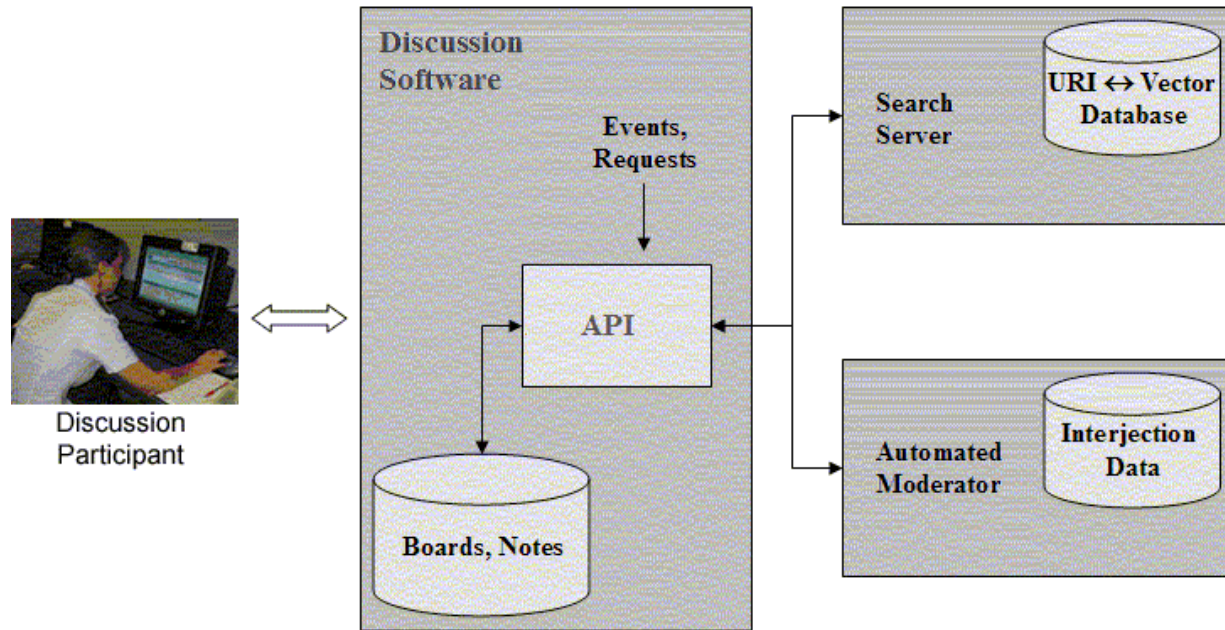 Discussion
Software
Events,
Requests
API
Boards, Notes
Discussion
Participant
Search
Server
URI ↔ Vector
Database
Automated
Moderator
Interjection
Data